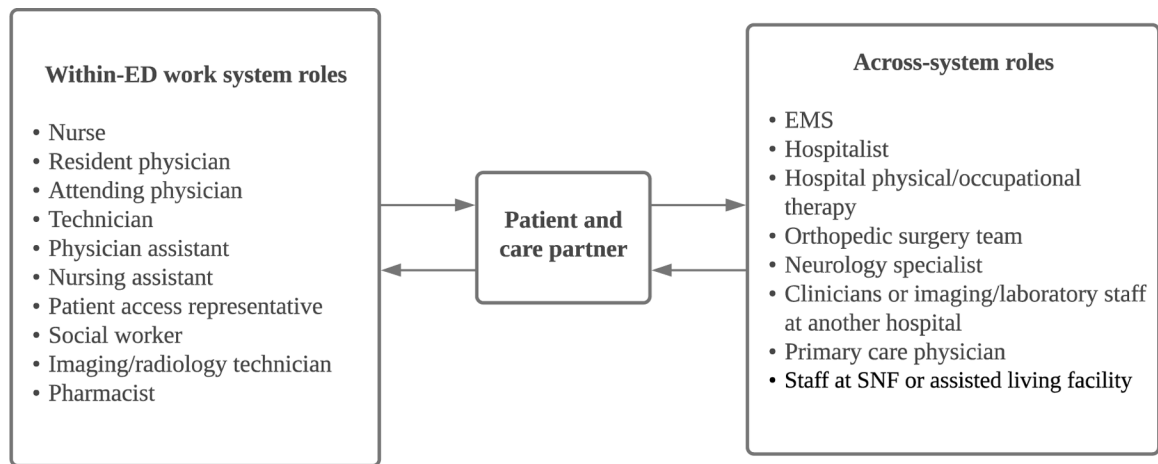 Within-ED work system roles
• Nurse
• Resident physician
• Attending physician
• Technician
• Physician assistant
• Nursing assistant
• Patient access representative
• Social worker
• Imaging/radiology technician
• Pharmacist
Patient and
care partner
Across-system roles
• EMS
• Hospitalist
• Hospital physical/occupational
therapy
• Orthopedic surgery team
• Neurology specialist
• Clinicians or imaging/laboratory staff
at another hospital
• Primary care physician
• Staff at SNF or assisted living facility